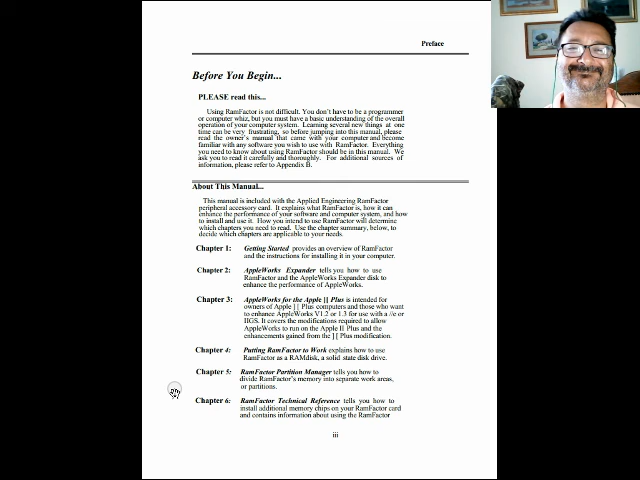 Preface
Before You Begin...
PLEASE read this...
Using RamFactor is not difficult. You don't have to be a programmer
or computer whiz, but you must have a basic understanding of the overall
operation of your computer system. Learning several new things at one
time can be very frustrating, so before jumping into this manual, please
read the owner's manual that came with your computer and become
familiar with any software you wish to use with RamFactor. Everything
you need to know about using RamFactor should be in this manual. We
ask you to read it carefully and thoroughly. For additional sources of
information, please refer to Appendix B.
About This Manual...
This manual is included with the Applied Engineering RamFactor
peripheral accessory card. It explains what RamFactor is, how it can
enhance the performance of your software and computer system, and how
to install and use it. How you intend to use RamFactor will determine
which chapters you need to read. Use the chapter summary, below, to
decide which chapters are applicable to your needs.
Chapter 1: Getting Started provides an overview of RamFactor
and the instructions for installing it in your computer.
Chapter 2: AppleWorks Expander tells you how to use
RamFactor and the AppleWorks Expander disk to
enhance the performance of AppleWorks.
Chapter 3: AppleWorks for the Apple ][ Plus is intended for
owners of Apple ][ Plus computers and those who want
to enhance AppleWorks V1.2 or 1.3 for use with a //e or
IIGS. It covers the modifications required to allow
AppleWorks to run on the Apple II Plus and the
enhancements gained from the ][ Plus modification.
Chapter 4: Putting RamFactor to Work explains how to use
RamFactor as a RAMdisk, a solid state disk drive.
Chapter 5: RamFactor Partition Manager tells you how to
divide RamFactor's memory into separate work areas,
or partitions.
Chapter 6: RamFactor Technical Reference tells you how to
install additional memory chips on your RamFactor card
and contains information about using the RamFactor
iii